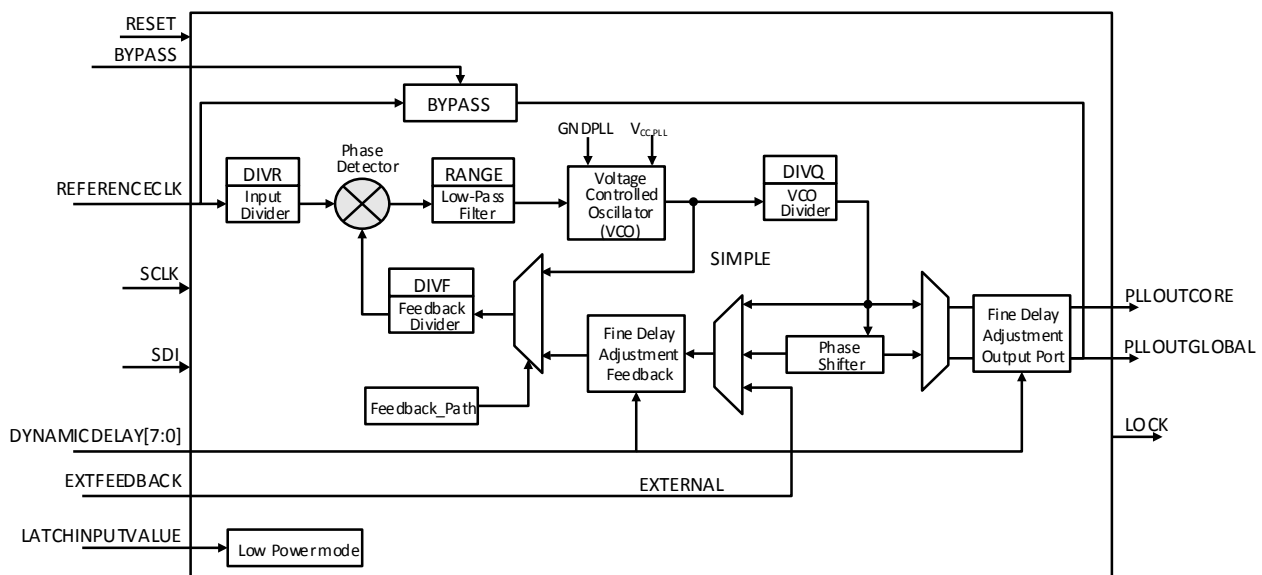 RESET
BYPASS
BYPASS
GNDPLL
VCCPLL
Phase
Detector
DIVR
Input
Divider
RANGE
Low-Pass
Filter
Voltage
Controlled
Oscillator
(VCO)
DIVQ
VCO
Divider
REFERENCECLK
SIMPLE
SCLK
DIVF
Feedback
Divider
PLLOUTCORE
Fine Delay
Adjustment
Feedback
Phase
Shifter
Fine Delay
Adjustment
Output Port
PLLOUTGLOBAL
SDI
Feedback_Path
DYNAMICDELAY[7:0]
LOCK
EXTFEEDBACK
EXTERNAL
LATCHINPUTVALUE
Low Power mode